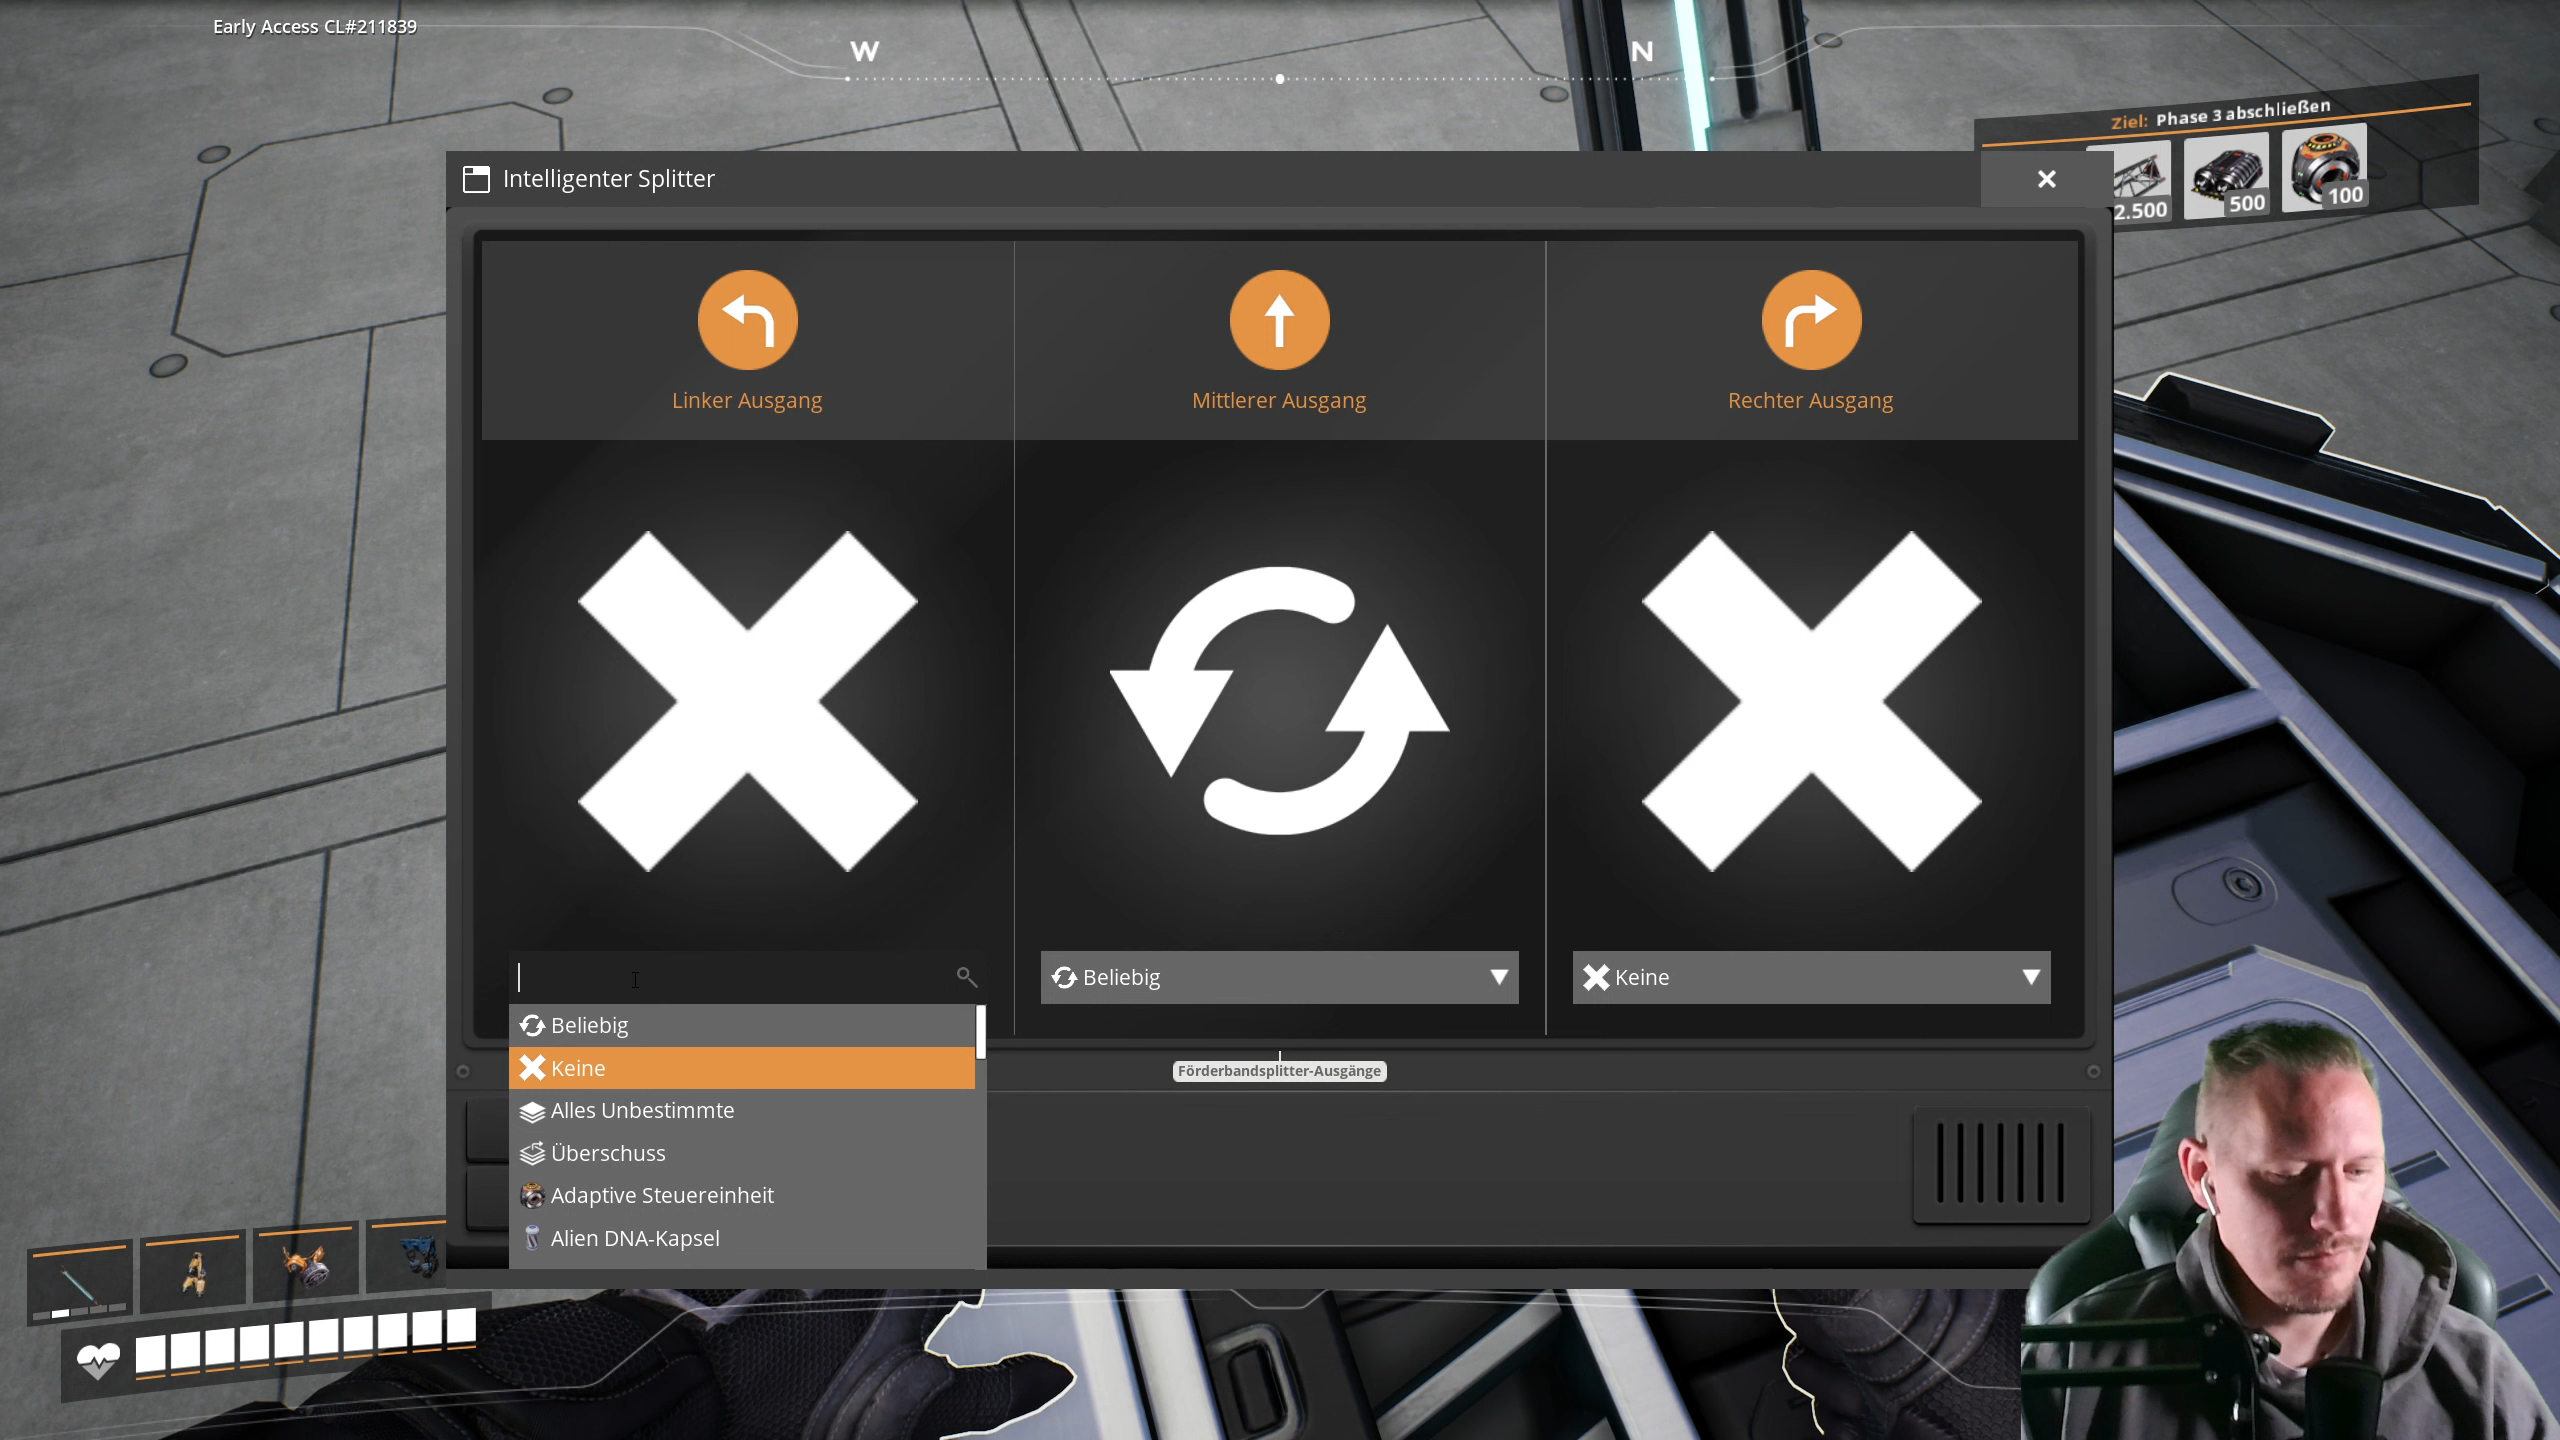 Early Access CL#211839
W
N
Ziel: Phase 3 abschließen
2.500
500
100
Intelligenter Splitter
Linker Ausgang
Mittlerer Ausgang
Rechter Ausgang
Beliebig
Keine
Beliebig
Keine
Alles Unbestimmte
Überschuss
Adaptive Steuereinheit
Alien DNA-Kapsel
Förderbandsplitter-Ausgänge